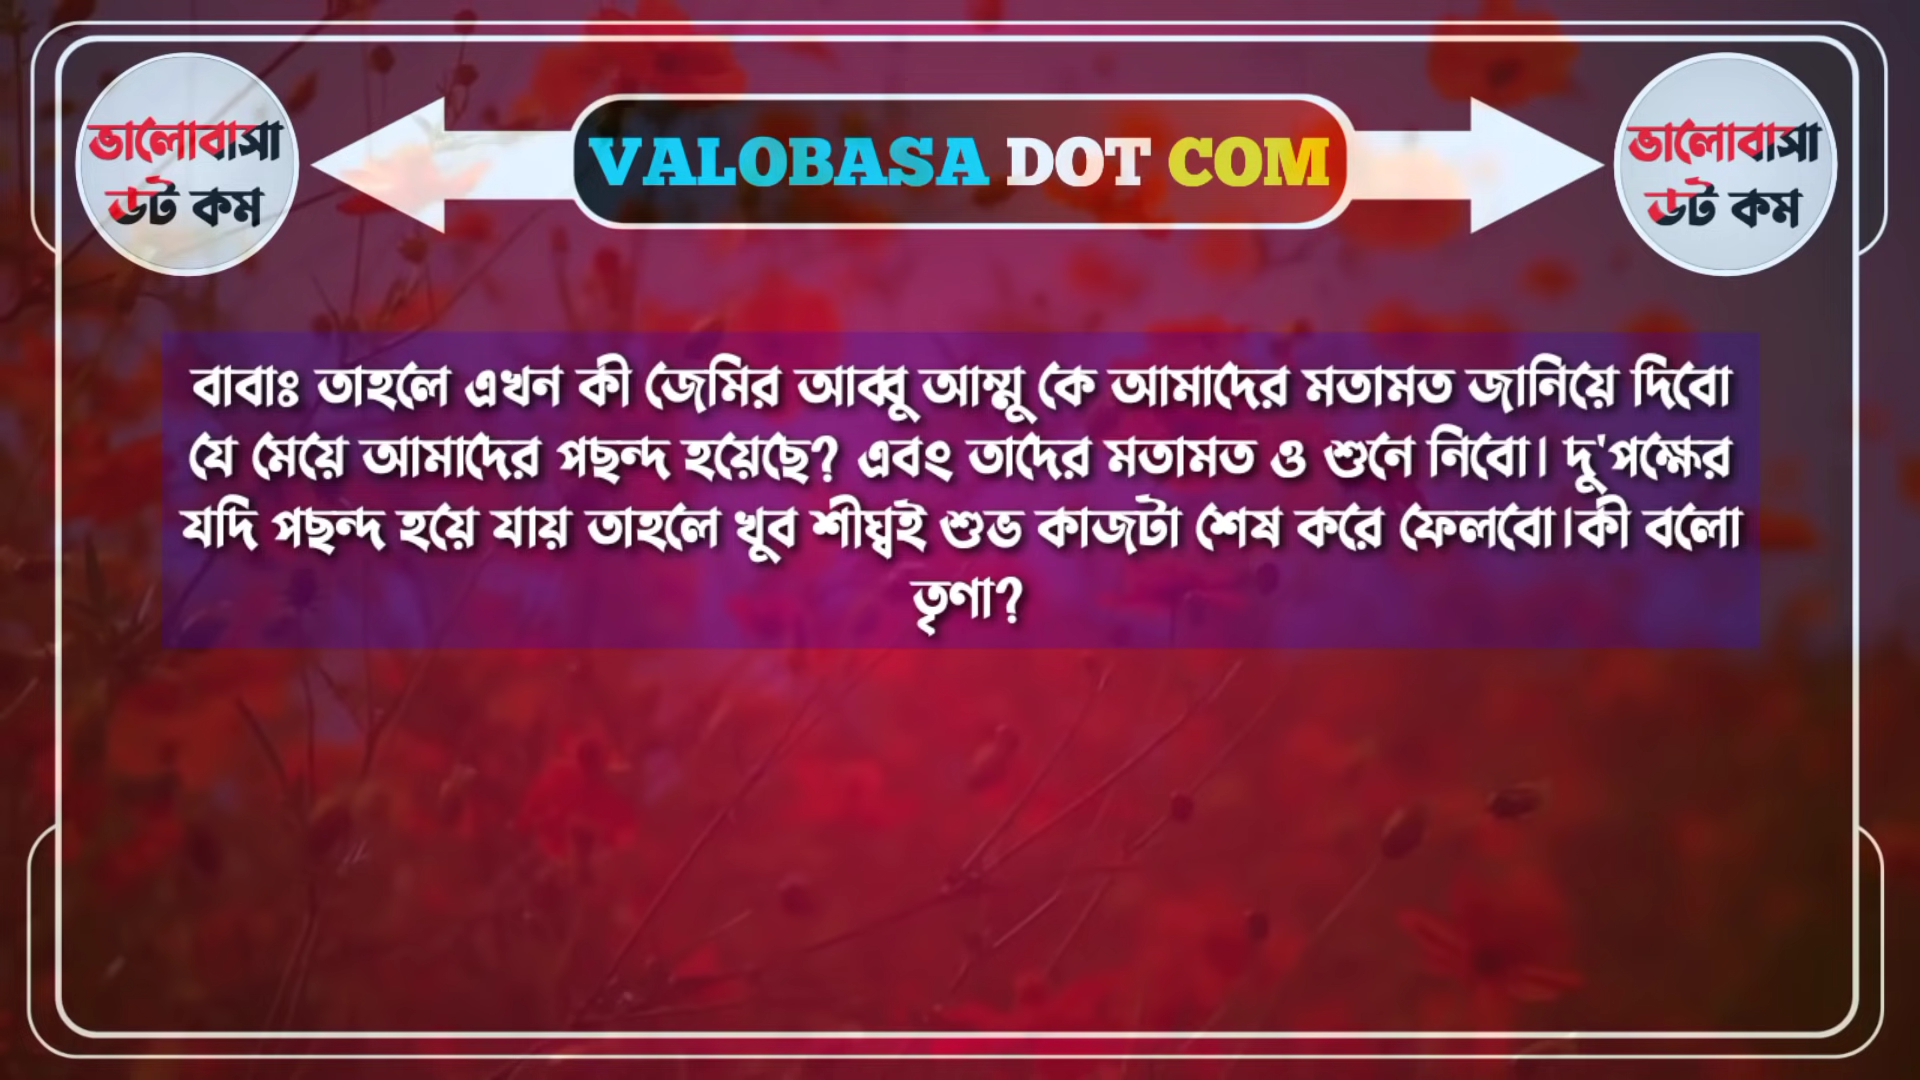 ভালোবাসা
ডট কম
VALOBASA DOT COM
ভালোবাসা
ডট কম
বাবাঃ তাহলে এখন কী জেমির আব্বু আম্মু কে আমাদের মতামত জানিয়ে দিবো
যে মেয়ে আমাদের পছন্দ হয়েছে? এবং তাদের মতামত ও শুনে নিবো। দু'পক্ষের
যদি পছন্দ হয়ে যায় তাহলে খুব শীঘ্বই শুভ কাজটা শেষ করে ফেলবো।কী বলো
তৃণা?